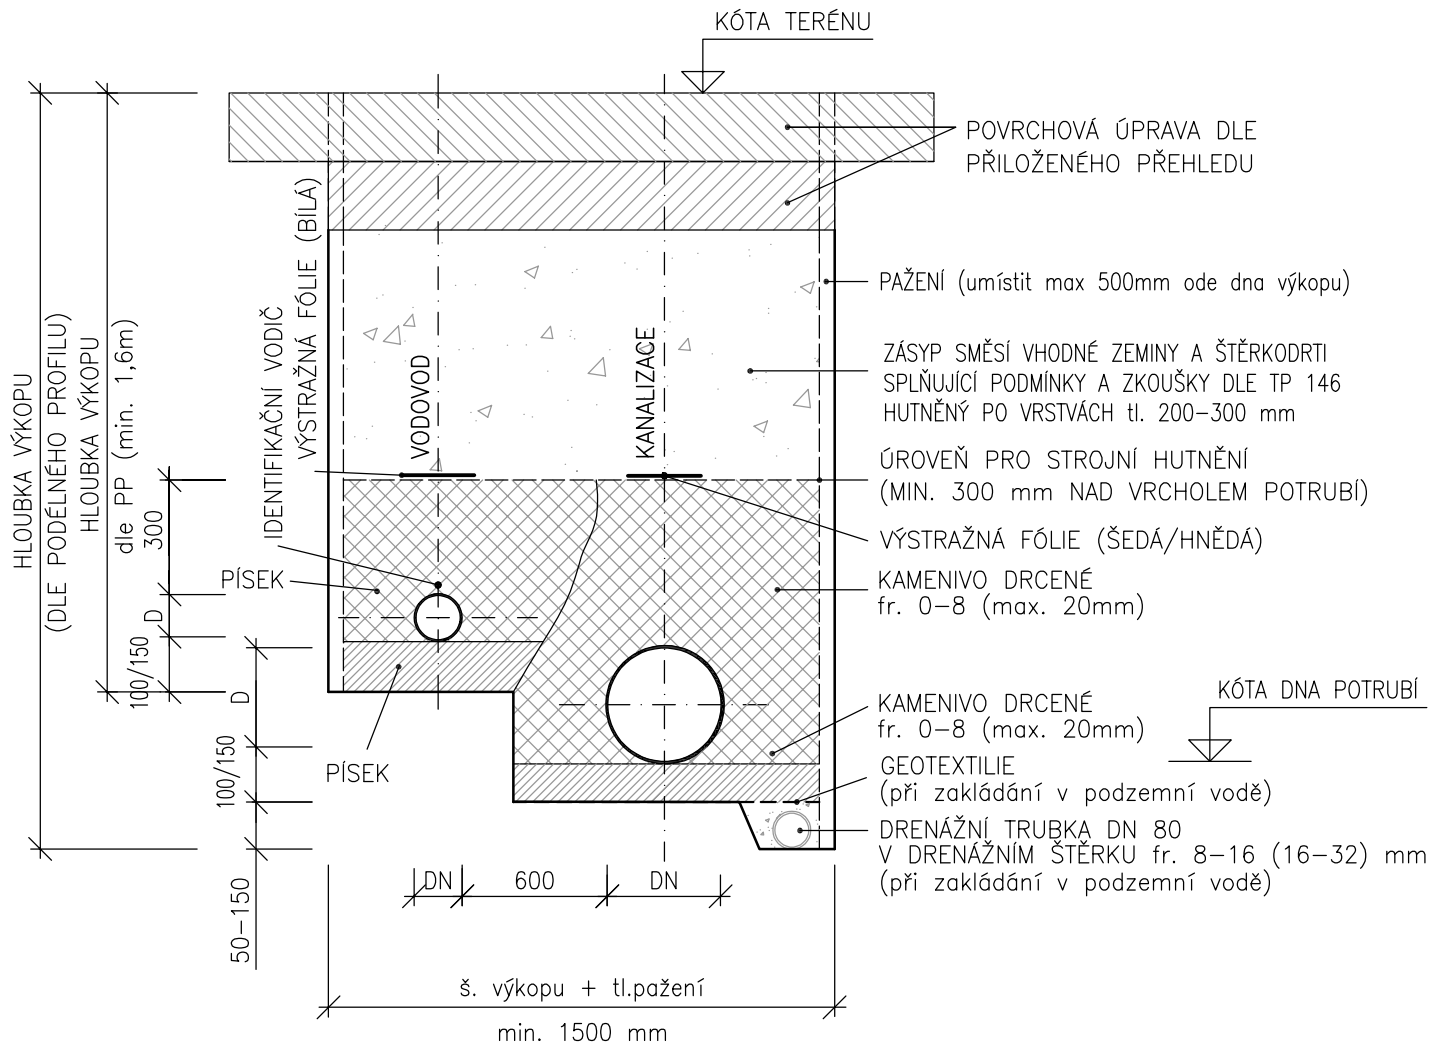 KÓTA TERÉNU
POVRCHOVÁ ÚPRAVA DLE
PŘILOŽENÉHO PŘEHLEDU
PAŽENÍ (umístit max 500mm ode dna výkopu)
ZÁSYP SMĚSÍ VHODNÉ ZEMINY A ŠTĚRKODRTI
SPLŇUJÍCÍ PODMÍNKY A ZKOUŠKY DLE TP 146
HUTNĚNÝ PO VRSTVÁCH tl. 200-300 mm
ÚROVEŇ PRO STROJNÍ HUTNĚNÍ
(MIN. 300 mm NAD VRCHOLEM POTRUBÍ)
VÝSTRAŽNÁ FÓLIE (ŠEDÁ/HNĚDÁ)
KAMENIVO DRCENÉ
fr. 0-8 (max. 20mm)
KÓTA DNA POTRUBÍ
KAMENIVO DRCENÉ
fr. 0-8 (max. 20mm)
GEOTEXTILIE
(při zakládání v podzemní vodě)
DRENÁŽNÍ TRUBKA DN 80
V DRENÁŽNÍM ŠTĚRKU fr. 8-16 (16-32) mm
(při zakládání v podzemní vodě)
HLOUBKA VÝKOPU
(DLE PODÉLNÉHO PROFILU)
HLOUBKA VÝKOPU
dle PP (min. 1,6m)
300
D
100/150
D
100/150
50-150
IDENTIFIKAČNÍ VODIČ
VÝSTRAŽNÁ FÓLIE (BÍLÁ)
VODOVOD
KANALIZACE
PÍSEK
PÍSEK
DN
600
DN
š. výkopu + tl.pažení
min. 1500 mm